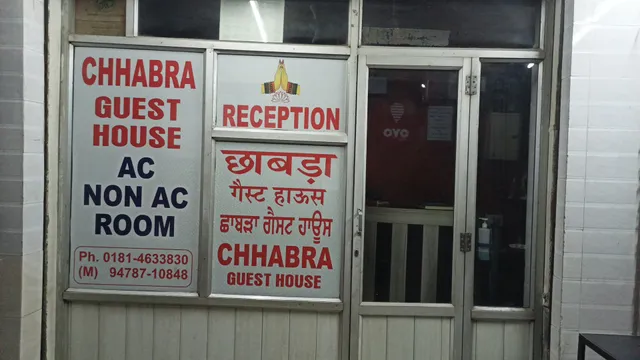 CHHABRA
GUEST
HOUSE
AC
NON AC
ROOM
Ph. 0181-4633830
(M) 94787-10848
RECEPTION
छाबड़ा
गैस्ट हाऊस
ਛਾਬੜਾ ਗੈਸਟ ਹਾਊਸ
CHHABRA
GUEST HOUSE
OYO